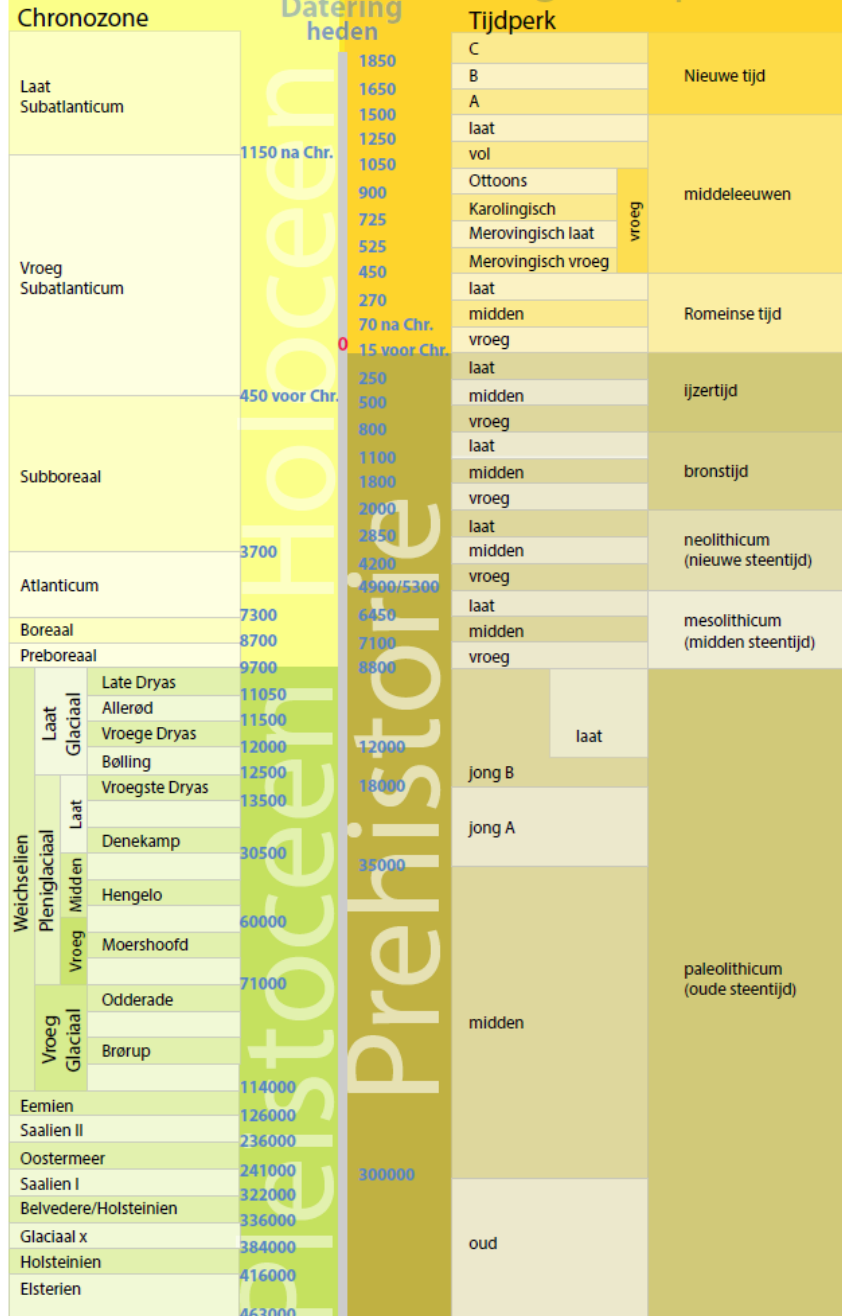 Chronozone
Datering
heden
Tijdperk
Laat
Subatlanticum
1150 na Chr.
Vroeg
Subatlanticum
450 voor Chr.
Subboreaal
3700
Atlanticum
7300
Boreaal
8700
Preboreaal
9700
Weichselien
Laat
Glaciaal
Late Dryas
11050
Allerød
11500
Vroege Dryas
12000
Bølling
12500
Pleniglaciaal
Laat
Vroegste Dryas
13500
Denekamp
30500
Midden
Hengelo
60000
Vroeg
Moershoofd
71000
Vroeg
Glaciaal
Odderade
Brørup
114000
Eemien
126000
Saalien II
236000
Oostermeer
241000
Saalien I
322000
Belvedere/Holsteinien
336000
Glaciaal x
384000
Holsteinien
416000
Elsterien
463000
Holoceen
Pleistoceen
Prehistorie
1850
1650
1500
1250
1050
900
725
525
450
270
70 na Chr.
0
15 voor Chr.
250
500
800
1100
1800
2000
2850
4200
4900/5300
6450
7100
8800
12000
18000
35000
300000
C
B
A
Nieuwe tijd
laat
vol
Ottoons
Karolingisch
Merovingisch laat
Merovingisch vroeg
vroeg
middeleeuwen
laat
midden
vroeg
Romeinse tijd
laat
midden
vroeg
ijzertijd
laat
midden
vroeg
bronstijd
laat
midden
vroeg
neolithicum
(nieuwe steentijd)
laat
midden
vroeg
mesolithicum
(midden steentijd)
laat
jong B
jong A
midden
oud
paleolithicum
(oude steentijd)